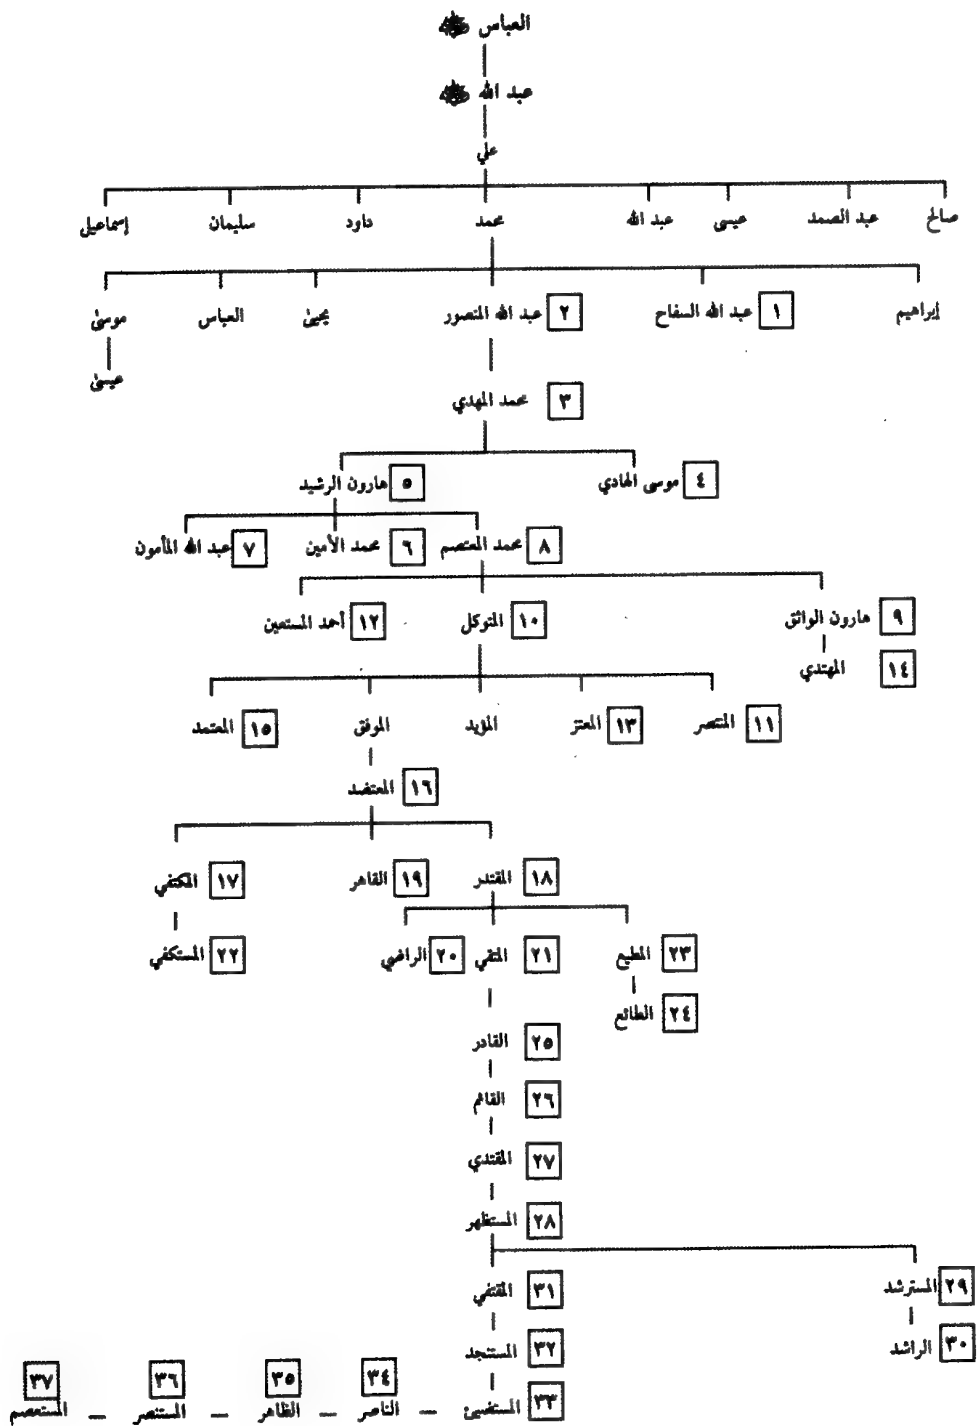 العباس
عبد الله
علي
صالح عبد الصمد عيسى عبد الله محمد داود سليمان إسماعيل
إبراهيم ١ عبد الله السفاح ٢ عبد الله المنصور يحيىٰ العباس موسىٰ
عيسىٰ
٣ محمد المهدي
٤ موسى الهادي ٥ هارون الرشيد
٨ محمد المعتصم ٦ محمد الأمين ٧ عبد الله المأمون
٩ هارون الواثق ١٠ المتوكل ١٢ أحمد المستعين
١٤ المهتدي
١١ المنتصر ١٣ المعتز المؤيد الموفق ١٥ المعتمد
١٦ المعتضد
١٨ المقتدر ١٩ القاهر ١٧ المكتفي
٢٣ المطيع ٢١ المتقي ٢٠ الراضي ٢٢ المستكفي
٢٤ الطائع
٢٥ القادر
٢٦ القائم
٢٧ المقتدي
٢٨ المستظهر
٢٩ المسترشد ٣١ المقتفي
٣٠ الراشد ٣٢ المستنجد
٣٣ المستضيئ – ٣٤ الناصر – ٣٥ الظاهر – ٣٦ المستنصر – ٣٧ المستعصم